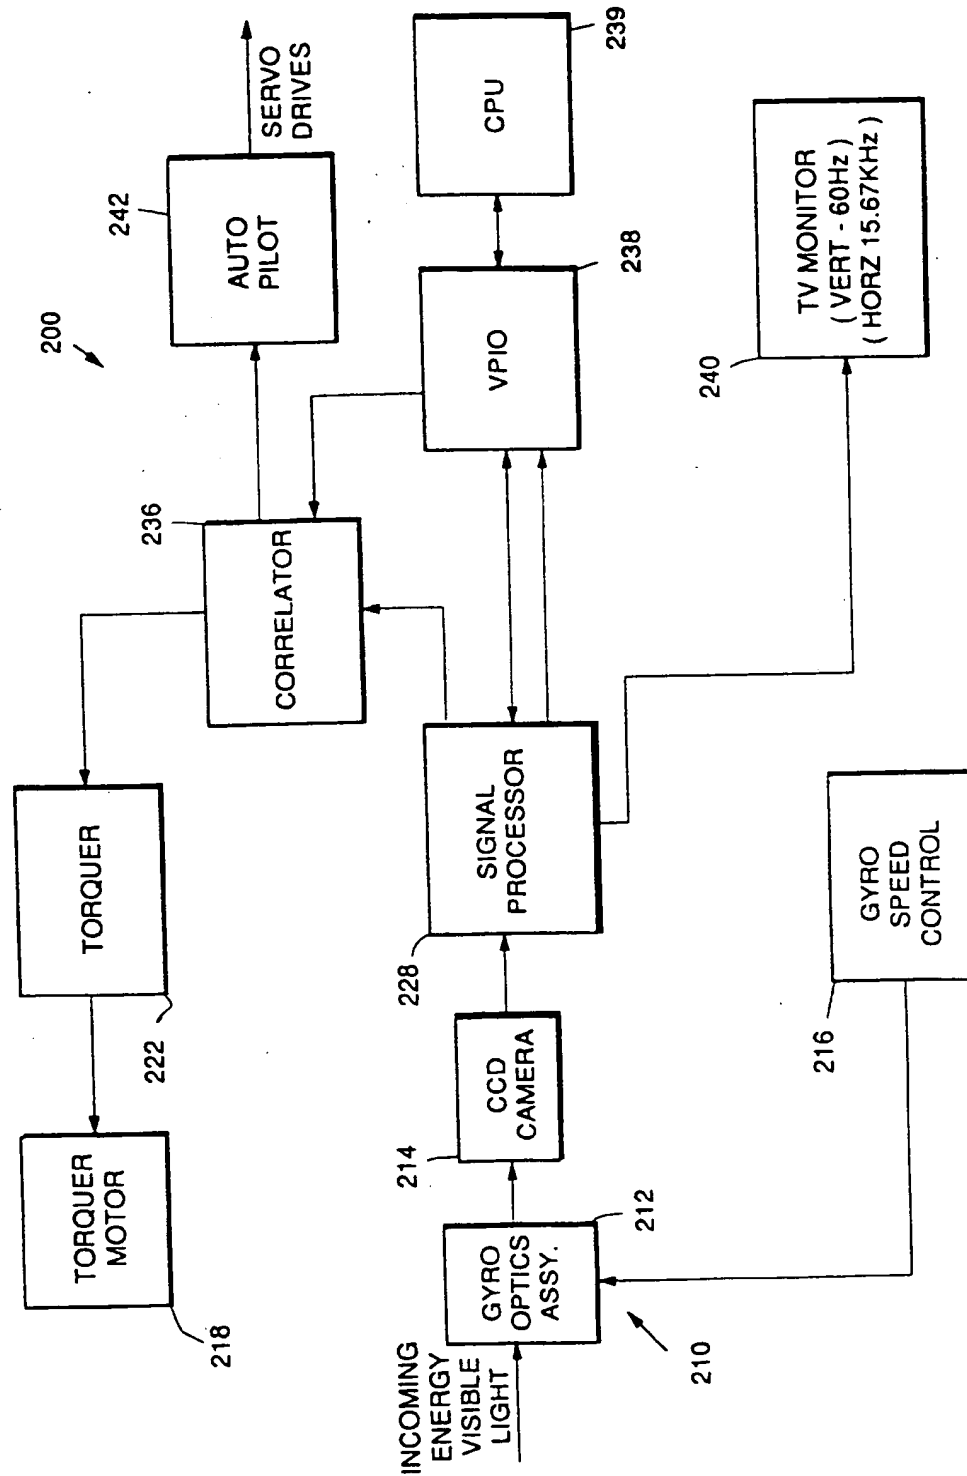 200
TORQUER
MOTOR
218
TORQUER
222
CORRELATOR
236
AUTO
PILOT
242
SERVO
DRIVES
INCOMING
ENERGY
VISIBLE
LIGHT
GYRO
OPTICS
ASSY.
212
210
CCD
CAMERA
214
SIGNAL
PROCESSOR
228
VPIO
238
CPU
239
GYRO
SPEED
CONTROL
216
TV MONITOR
( VERT - 60Hz )
( HORZ 15.67KHz )
240